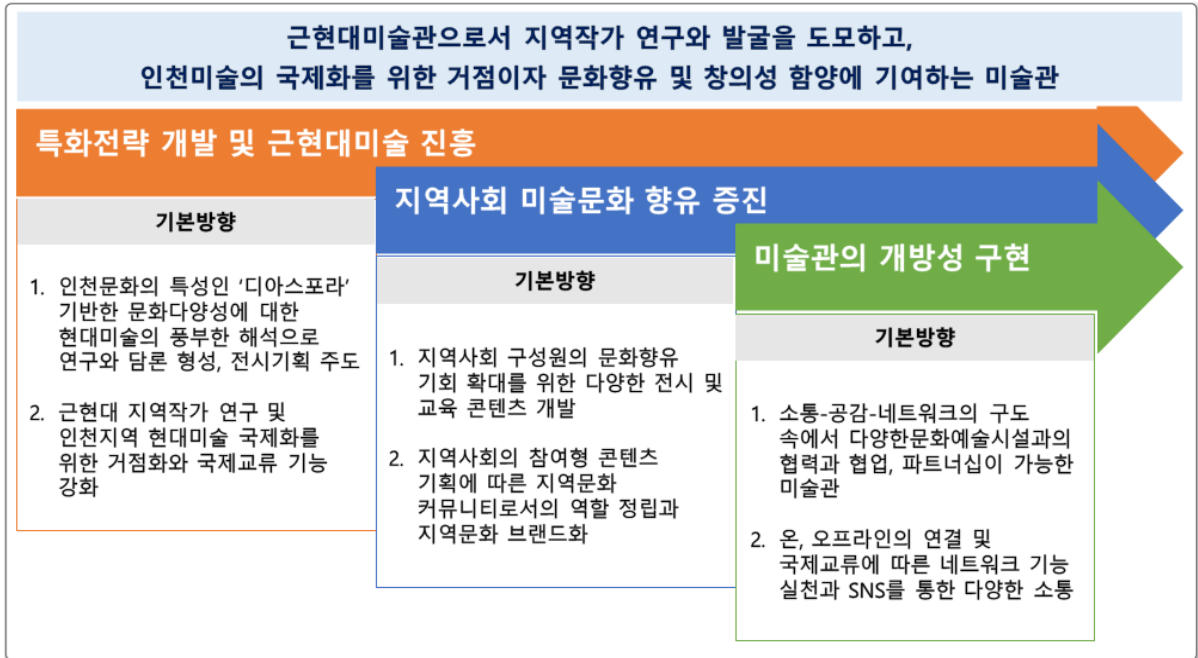 근현대미술관으로서 지역작가 연구와 발굴을 도모하고,
인천미술의 국제화를 위한 거점이자 문화향유 및 창의성 함양에 기여하는 미술관
특화전략 개발 및 근현대미술 진흥
기본방향
1. 인천문화의 특성인 ‘디아스포라’
기반한 문화다양성에 대한
현대미술의 풍부한 해석으로
연구와 담론 형성, 전시기획 주도
2. 근현대 지역작가 연구 및
인천지역 현대미술 국제화를
위한 거점화와 국제교류 기능
강화
지역사회 미술문화 향유 증진
기본방향
1. 지역사회 구성원의 문화향유
기회 확대를 위한 다양한 전시 및
교육 콘텐츠 개발
2. 지역사회의 참여형 콘텐츠
기획에 따른 지역문화
커뮤니티로서의 역할 정립과
지역문화 브랜드화
미술관의 개방성 구현
기본방향
1. 소통-공감-네트워크의 구도
속에서 다양한문화예술시설과의
협력과 협업, 파트너십이 가능한
미술관
2. 온, 오프라인의 연결 및
국제교류에 따른 네트워크 기능
실천과 SNS를 통한 다양한 소통